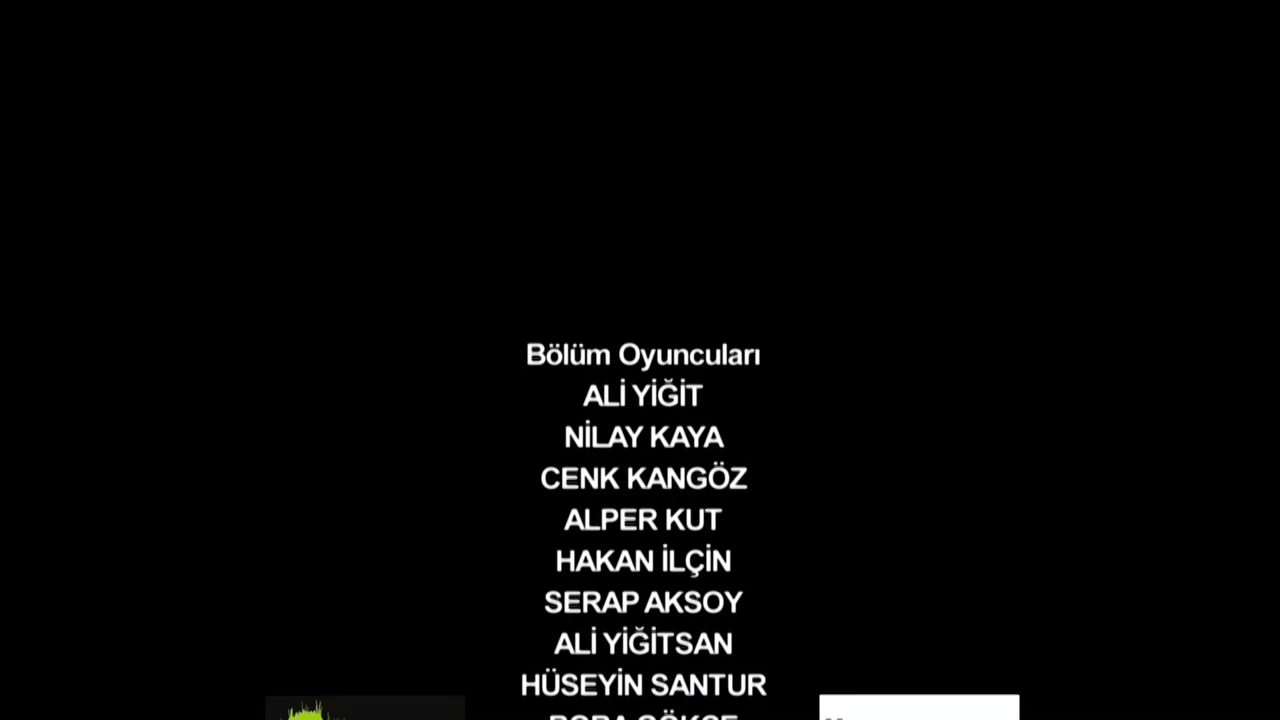 Bölüm Oyuncuları
ALİ YİĞİT
NİLAY KAYA
CENK KANGÖZ
ALPER KUT
HAKAN İLÇİN
SERAP AKSOY
ALİ YİĞİTSAN
HÜSEYİN SANTUR